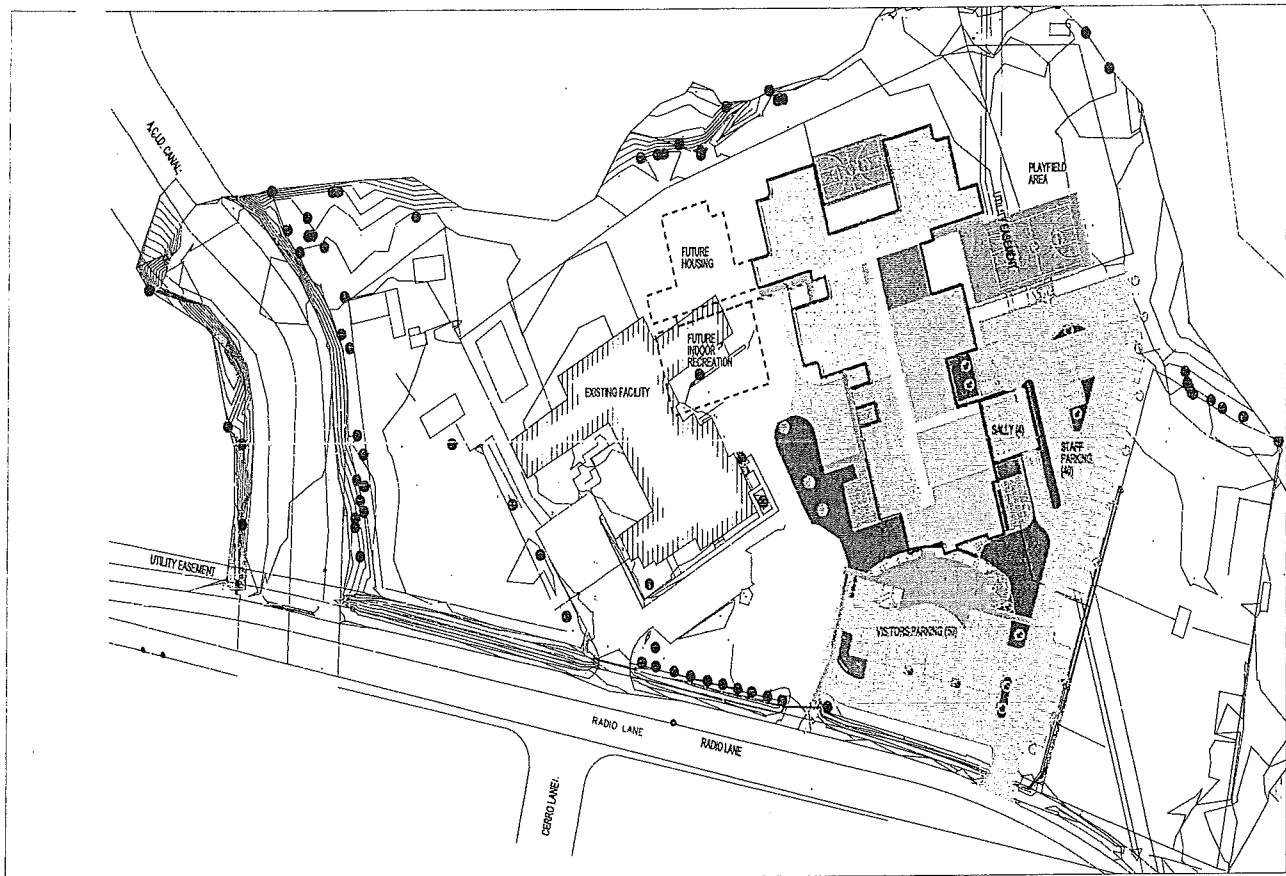 A.C.I.D. CANAL
PLAYFIELD
AREA
UTILITY EASEMENT
FUTURE
HOUSING
FUTURE
INDOOR
RECREATION
EXISTING FACILITY
SALLY (4)
STAFF
PARKING
(40)
UTILITY EASEMENT
VISITORS PARKING (50)
RADIO LANE
RADIO LANE
CERRO LANE